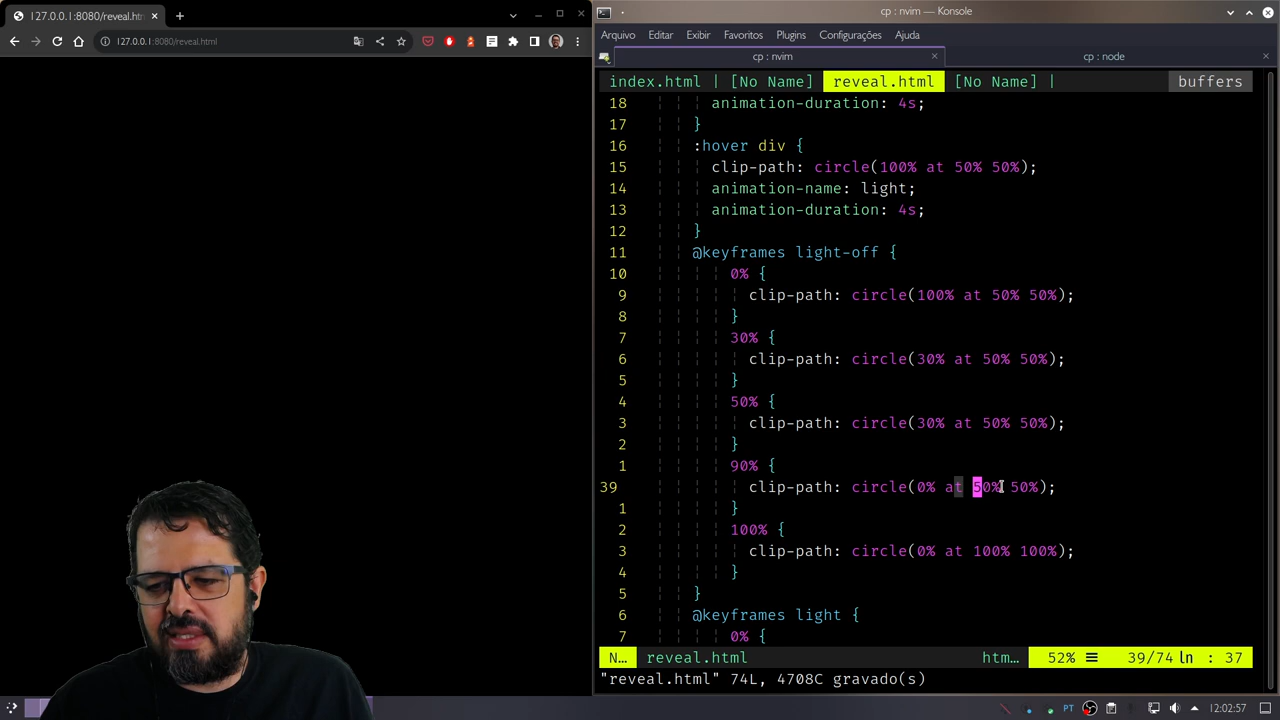 127.0.0.1:8080/reveal.htm
127.0.0.1:8080/reveal.html
cp : nvim — Konsole
Arquivo Editar Exibir Favoritos Plugins Configurações Ajuda
cp : nvim
cp : node
index.html | [No Name] reveal.html [No Name] | buffers
18 animation-duration: 4s;
17 }
16 :hover div {
15 clip-path: circle(100% at 50% 50%);
14 animation-name: light;
13 animation-duration: 4s;
12 }
11 @keyframes light-off {
10 0% {
9 clip-path: circle(100% at 50% 50%);
8 }
7 30% {
6 clip-path: circle(30% at 50% 50%);
5 }
4 50% {
3 clip-path: circle(30% at 50% 50%);
2 }
1 90% {
39 clip-path: circle(0% at 50% 50%);
1 }
2 100% {
3 clip-path: circle(0% at 100% 100%);
4 }
5 }
6 @keyframes light {
7 0% {
N… reveal.html htm… 52% ☰ 39/74 ㏑ : 37
"reveal.html" 74L, 4708C gravado(s)
PT 12:02:57